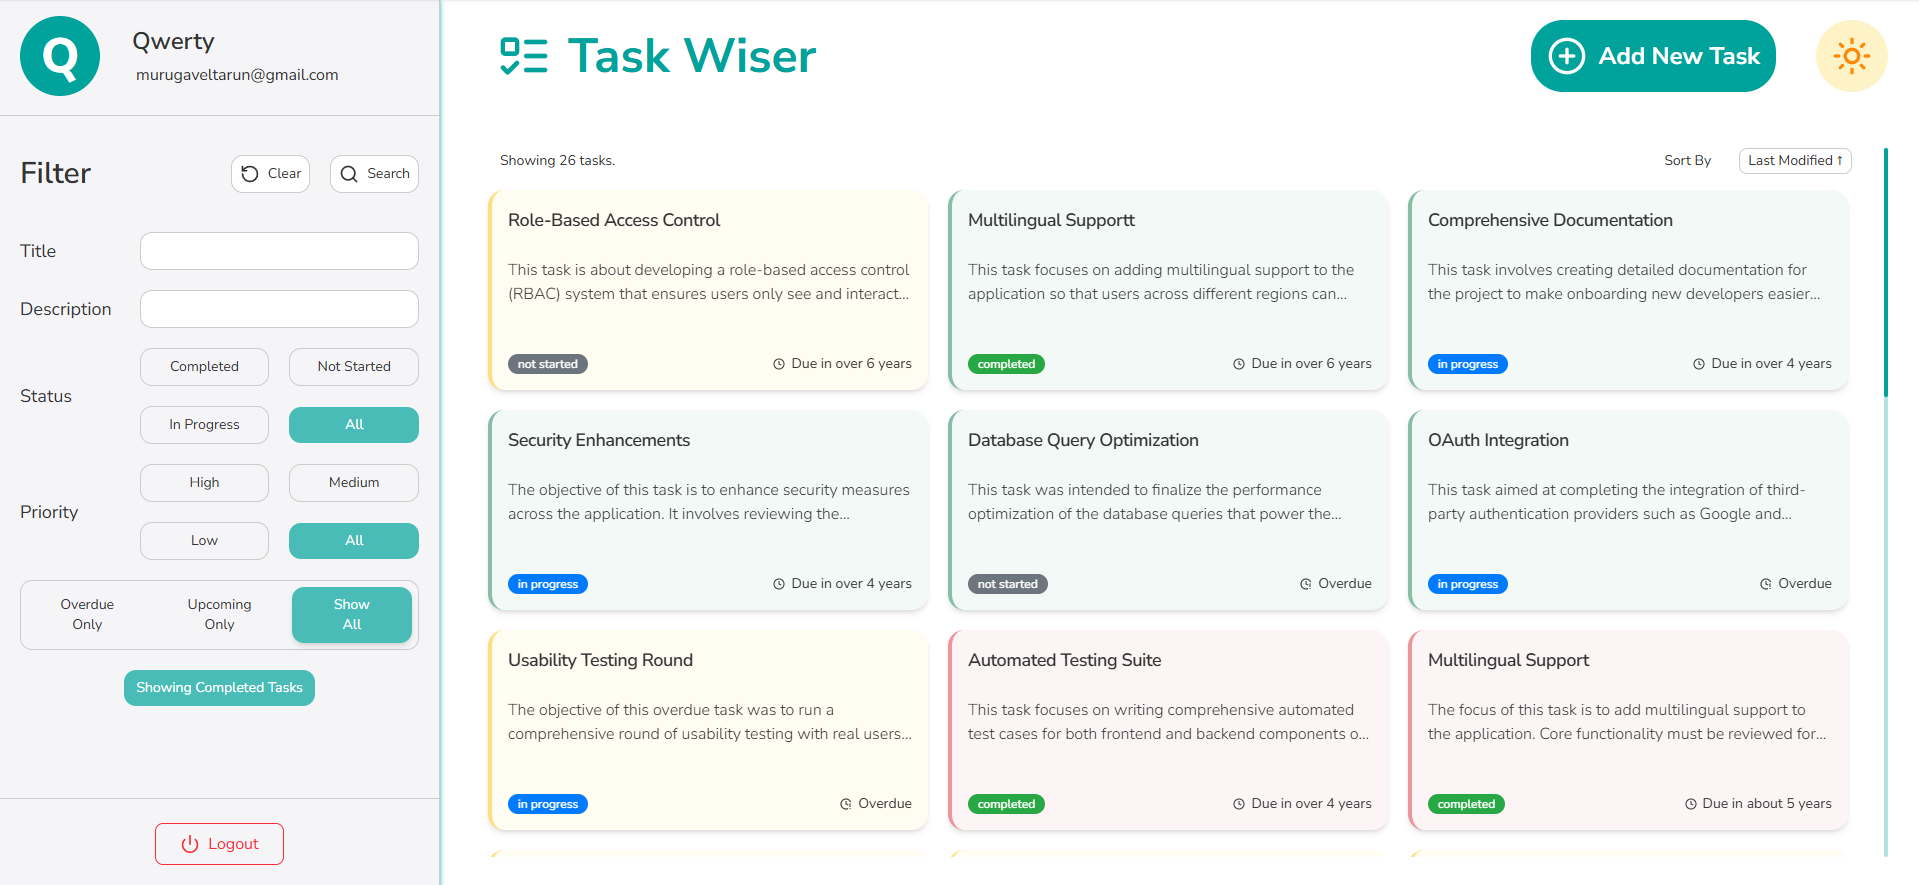 Q
Qwerty
murugaveltarun@gmail.com
Filter
Clear
Search
Title
Description
Status
Completed
Not Started
In Progress
All
Priority
High
Medium
Low
All
Overdue
Only
Upcoming
Only
Show
All
Showing Completed Tasks
Logout
Task Wiser
Add New Task
Showing 26 tasks.
Sort By
Last Modified ↑
Role-Based Access Control
This task is about developing a role-based access control
(RBAC) system that ensures users only see and interact...
not started
Due in over 6 years
Multilingual Supportt
This task focuses on adding multilingual support to the
application so that users across different regions can...
completed
Due in over 6 years
Comprehensive Documentation
This task involves creating detailed documentation for
the project to make onboarding new developers easier...
in progress
Due in over 4 years
Security Enhancements
The objective of this task is to enhance security measures
across the application. It involves reviewing the...
in progress
Due in over 4 years
Database Query Optimization
This task was intended to finalize the performance
optimization of the database queries that power the...
not started
Overdue
OAuth Integration
This task aimed at completing the integration of third-
party authentication providers such as Google and...
in progress
Overdue
Usability Testing Round
The objective of this overdue task was to run a
comprehensive round of usability testing with real users...
in progress
Overdue
Automated Testing Suite
This task focuses on writing comprehensive automated
test cases for both frontend and backend components o...
completed
Due in over 4 years
Multilingual Support
The focus of this task is to add multilingual support to
the application. Core functionality must be reviewed for...
completed
Due in about 5 years